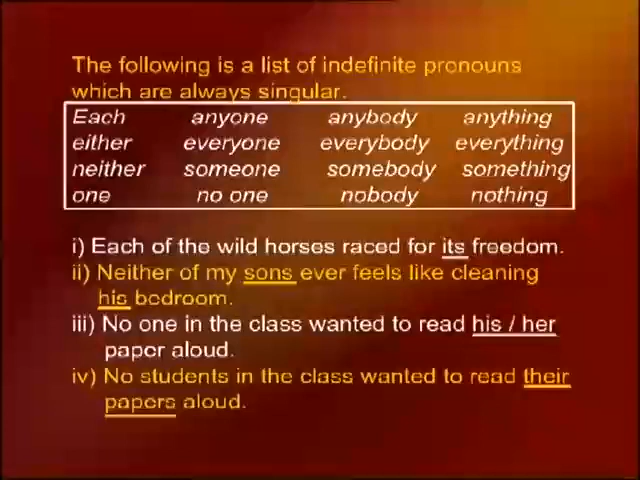 The following is a list of indefinite pronouns
which are always singular.
Each anyone anybody anything
either everyone everybody everything
neither someone somebody something
one no one nobody nothing
i) Each of the wild horses raced for its freedom.
ii) Neither of my sons ever feels like cleaning
his bedroom.
iii) No one in the class wanted to read his / her
paper aloud.
iv) No students in the class wanted to read their
papers aloud.